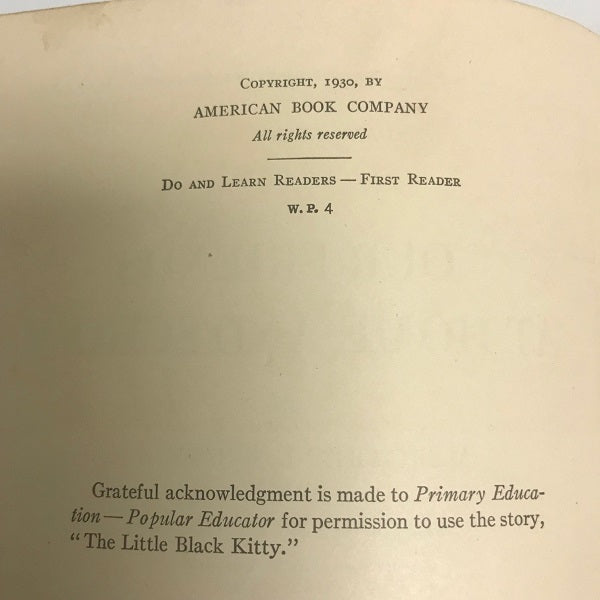 COPYRIGHT, 1930, BY
AMERICAN BOOK COMPANY
All rights reserved
DO AND LEARN READERS — FIRST READER
W. P. 4
Grateful acknowledgment is made to Primary Educa-
tion — Popular Educator for permission to use the story,
“The Little Black Kitty.”